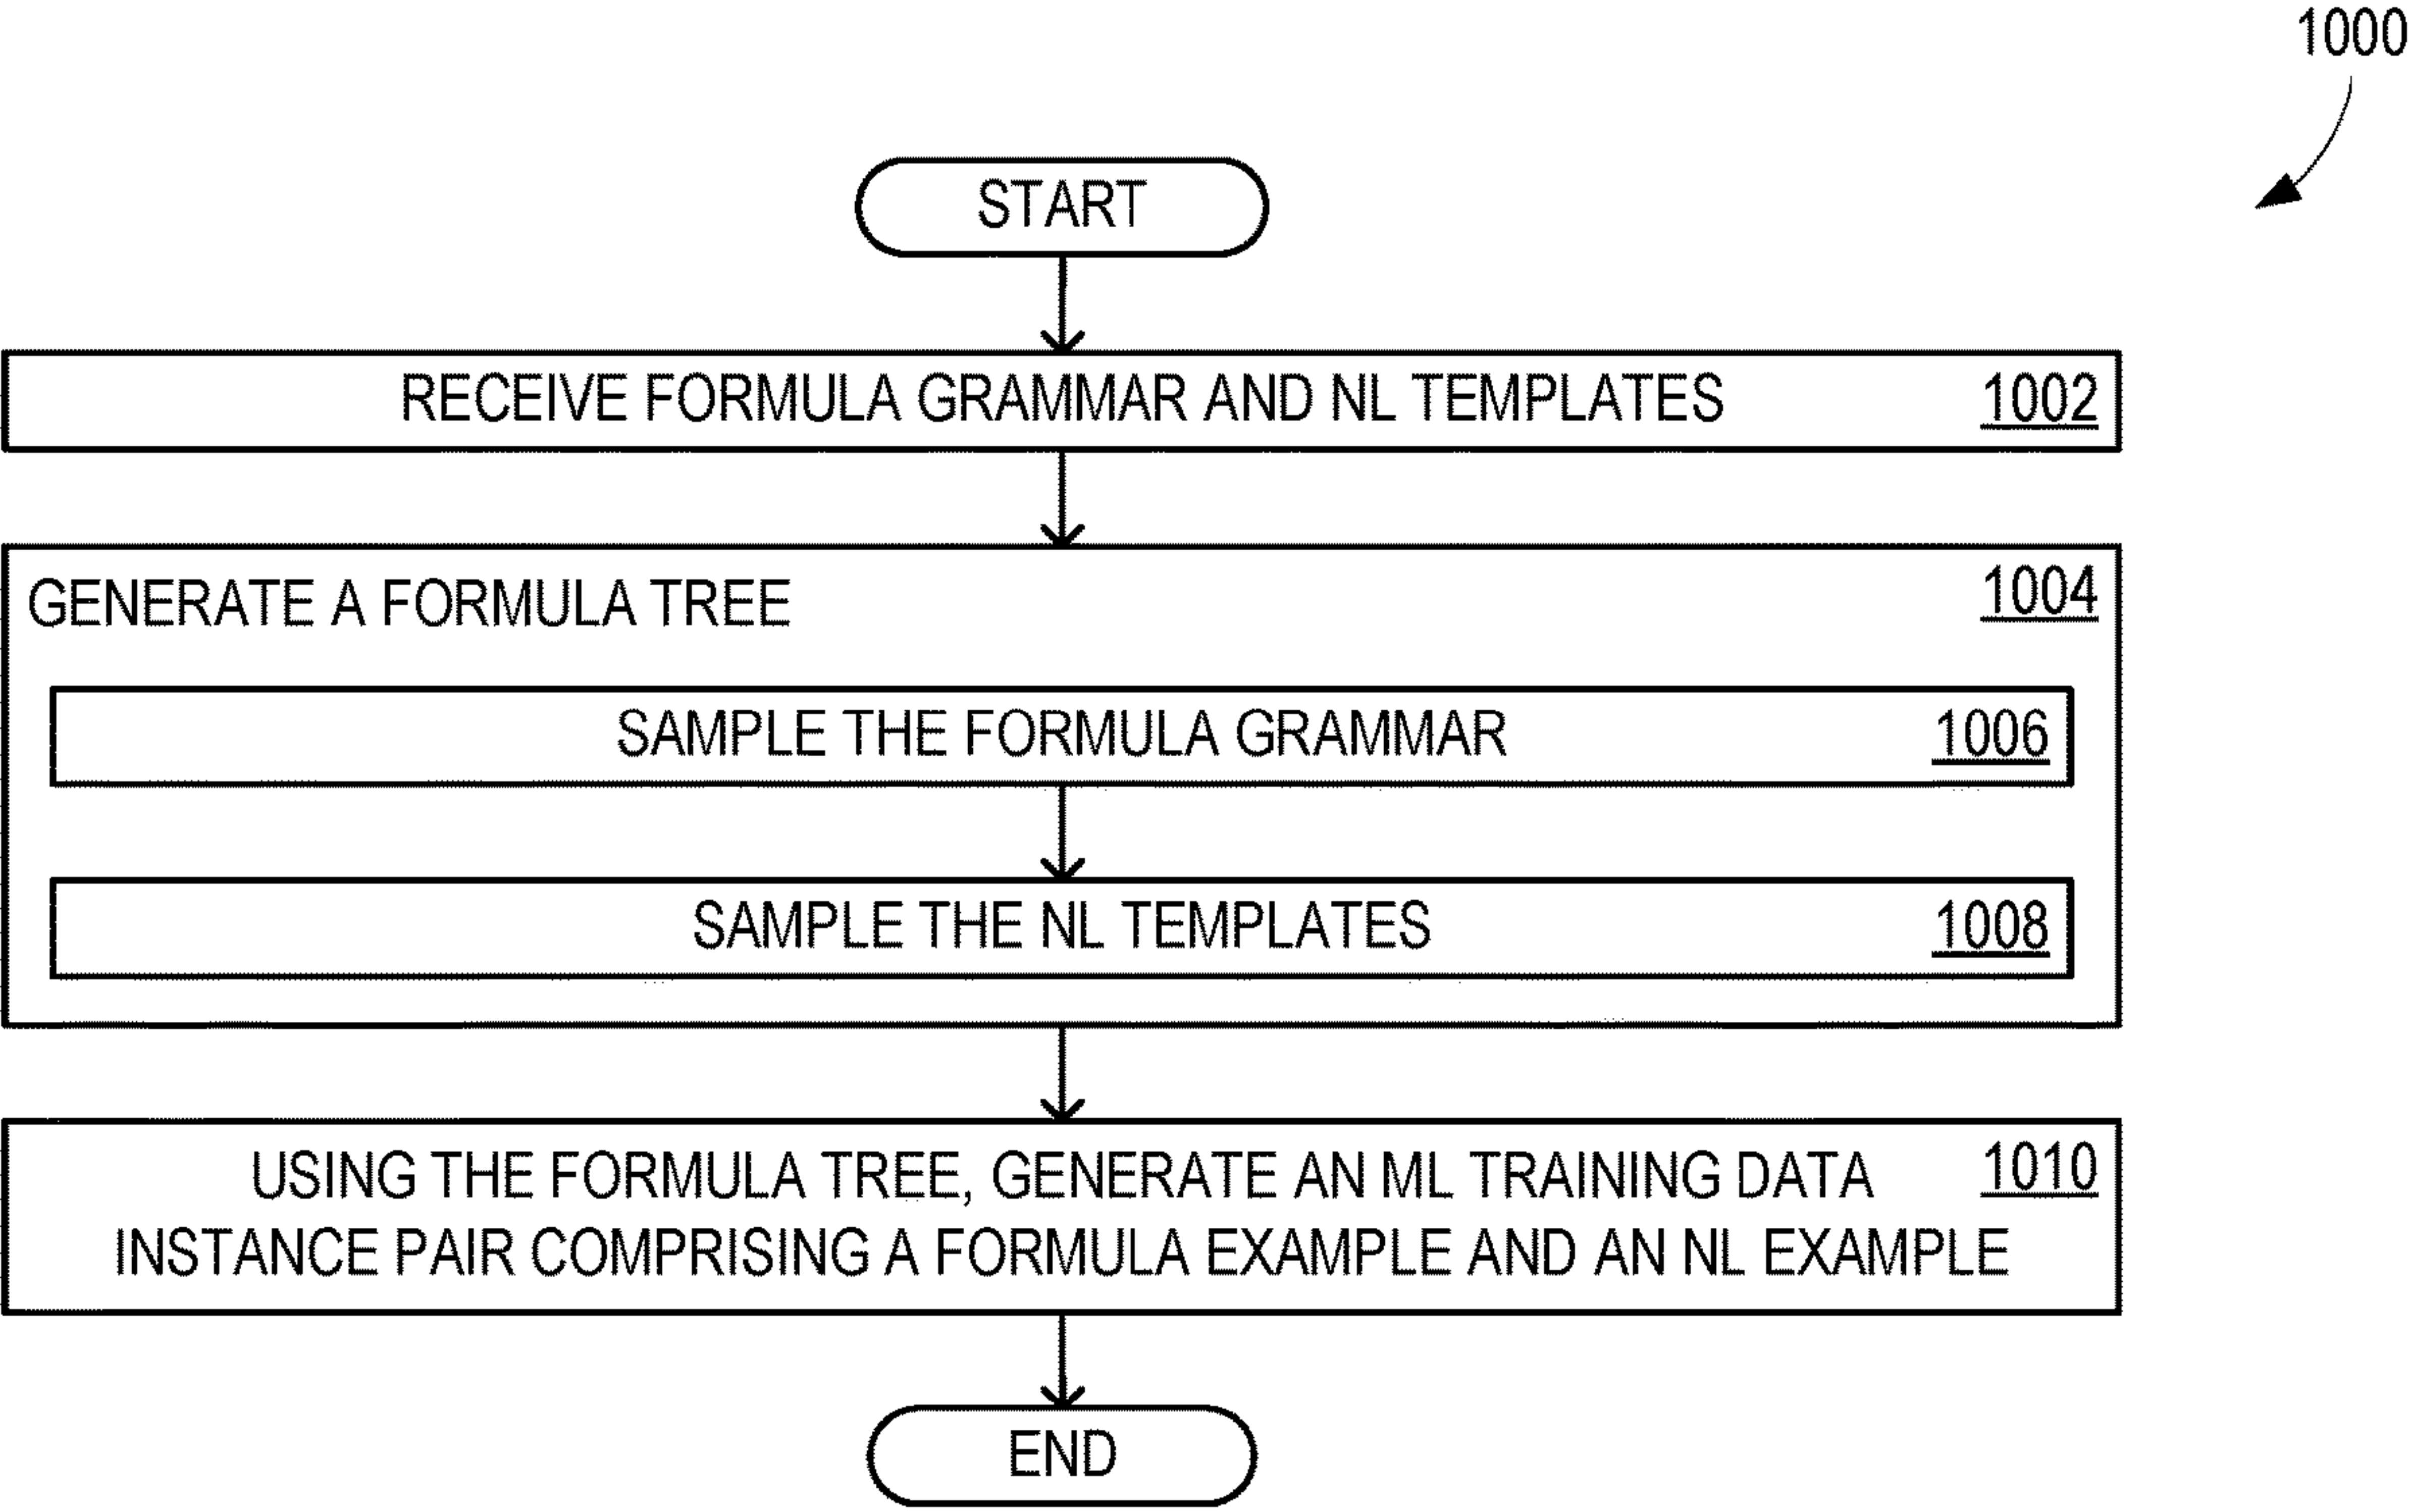 1000
START
RECEIVE FORMULA GRAMMAR AND NL TEMPLATES 1002
GENERATE A FORMULA TREE 1004
SAMPLE THE FORMULA GRAMMAR 1006
SAMPLE THE NL TEMPLATES 1008
USING THE FORMULA TREE, GENERATE AN ML TRAINING DATA 1010
INSTANCE PAIR COMPRISING A FORMULA EXAMPLE AND AN NL EXAMPLE
END